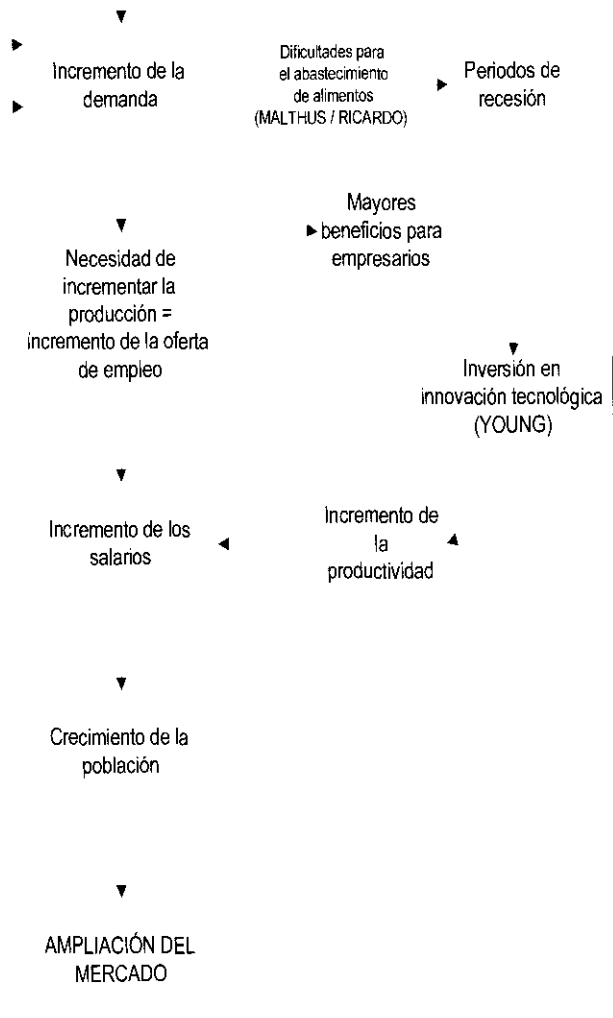 Incremento de la
demanda
Dificultades para
el abastecimiento
de alimentos
(MALTHUS / RICARDO)
Periodos de
recesión
Mayores
beneficios para
empresarios
Necesidad de
incrementar la
producción =
incremento de la oferta
de empleo
Inversión en
innovación tecnológica
(YOUNG)
Incremento de los
salarios
Incremento de
la
productividad
Crecimiento de la
población
AMPLIACIÓN DEL
MERCADO